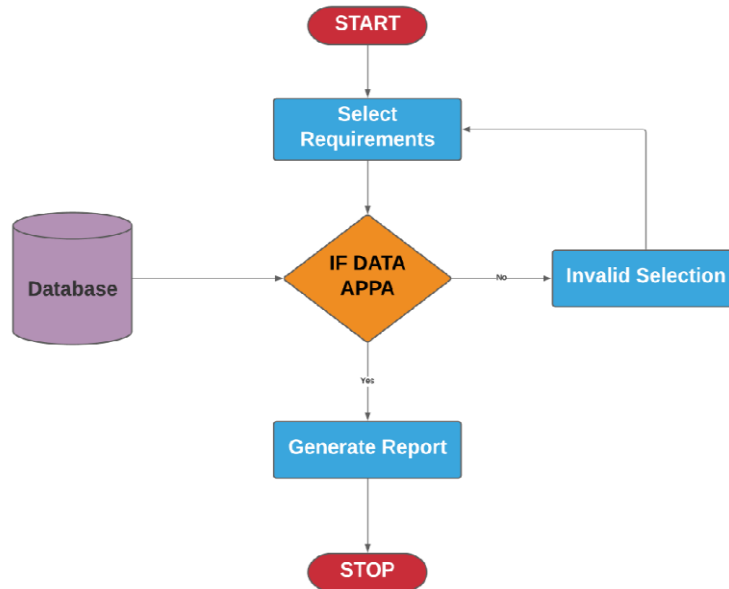 START
Select
Requirements
IF DATA
APPA
Database
No
Invalid Selection
Yes
Generate Report
STOP